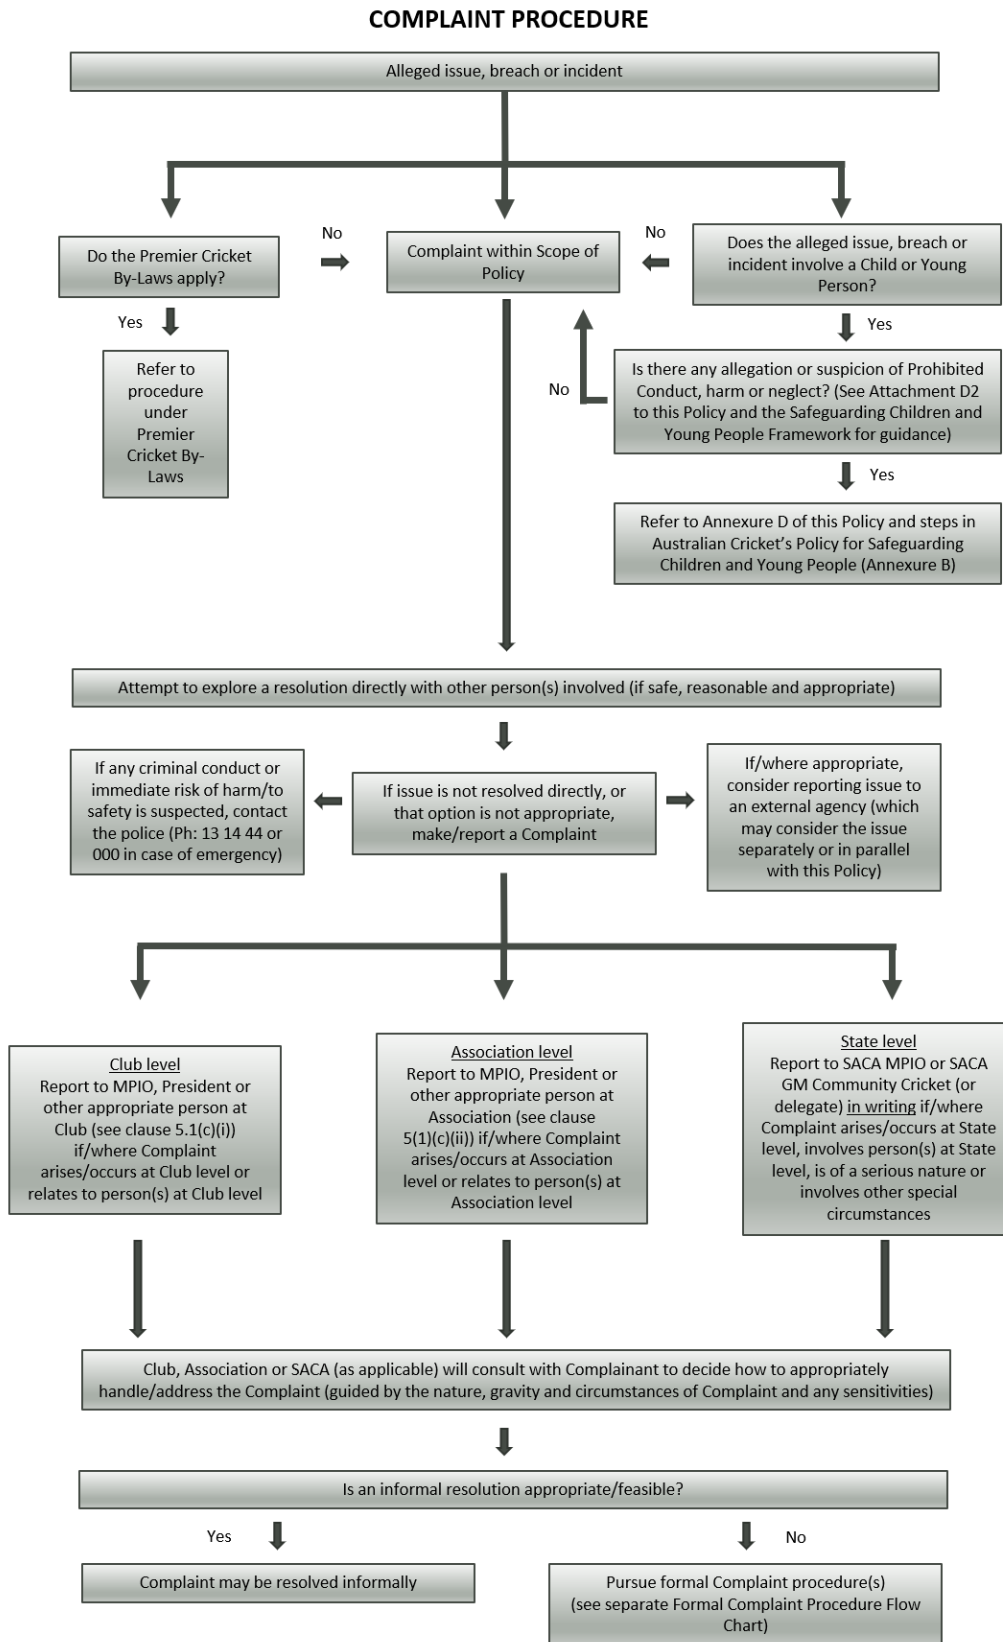 COMPLAINT PROCEDURE
Alleged issue, breach or incident
Do the Premier Cricket
By-Laws apply?
No
Complaint within Scope of
Policy
No
Does the alleged issue, breach or
incident involve a Child or Young
Person?
Yes
Yes
Refer to
procedure
under
Premier
Cricket By-
Laws
No
Is there any allegation or suspicion of Prohibited
Conduct, harm or neglect? (See Attachment D2
to this Policy and the Safeguarding Children and
Young People Framework for guidance)
Yes
Refer to Annexure D of this Policy and steps in
Australian Cricket's Policy for Safeguarding
Children and Young People (Annexure B)
Attempt to explore a resolution directly with other person(s) involved (if safe, reasonable and appropriate)
If any criminal conduct or
immediate risk of harm/to
safety is suspected, contact
the police (Ph: 13 14 44 or
000 in case of emergency)
If issue is not resolved directly, or
that option is not appropriate,
make/report a Complaint
If/where appropriate,
consider reporting issue to
an external agency (which
may consider the issue
separately or in parallel
with this Policy)
Club level
Report to MPIO, President or
other appropriate person at
Club (see clause 5.1(c)(i))
if/where Complaint
arises/occurs at Club level or
relates to person(s) at Club level
Association level
Report to MPIO, President or
other appropriate person at
Association (see clause
5(1)(c)(ii)) if/where Complaint
arises/occurs at Association
level or relates to person(s) at
Association level
State level
Report to SACA MPIO or SACA
GM Community Cricket (or
delegate) in writing if/where
Complaint arises/occurs at State
level, involves person(s) at State
level, is of a serious nature or
involves other special
circumstances
Club, Association or SACA (as applicable) will consult with Complainant to decide how to appropriately
handle/address the Complaint (guided by the nature, gravity and circumstances of Complaint and any sensitivities)
Is an informal resolution appropriate/feasible?
Yes
No
Complaint may be resolved informally
Pursue formal Complaint procedure(s)
(see separate Formal Complaint Procedure Flow
Chart)